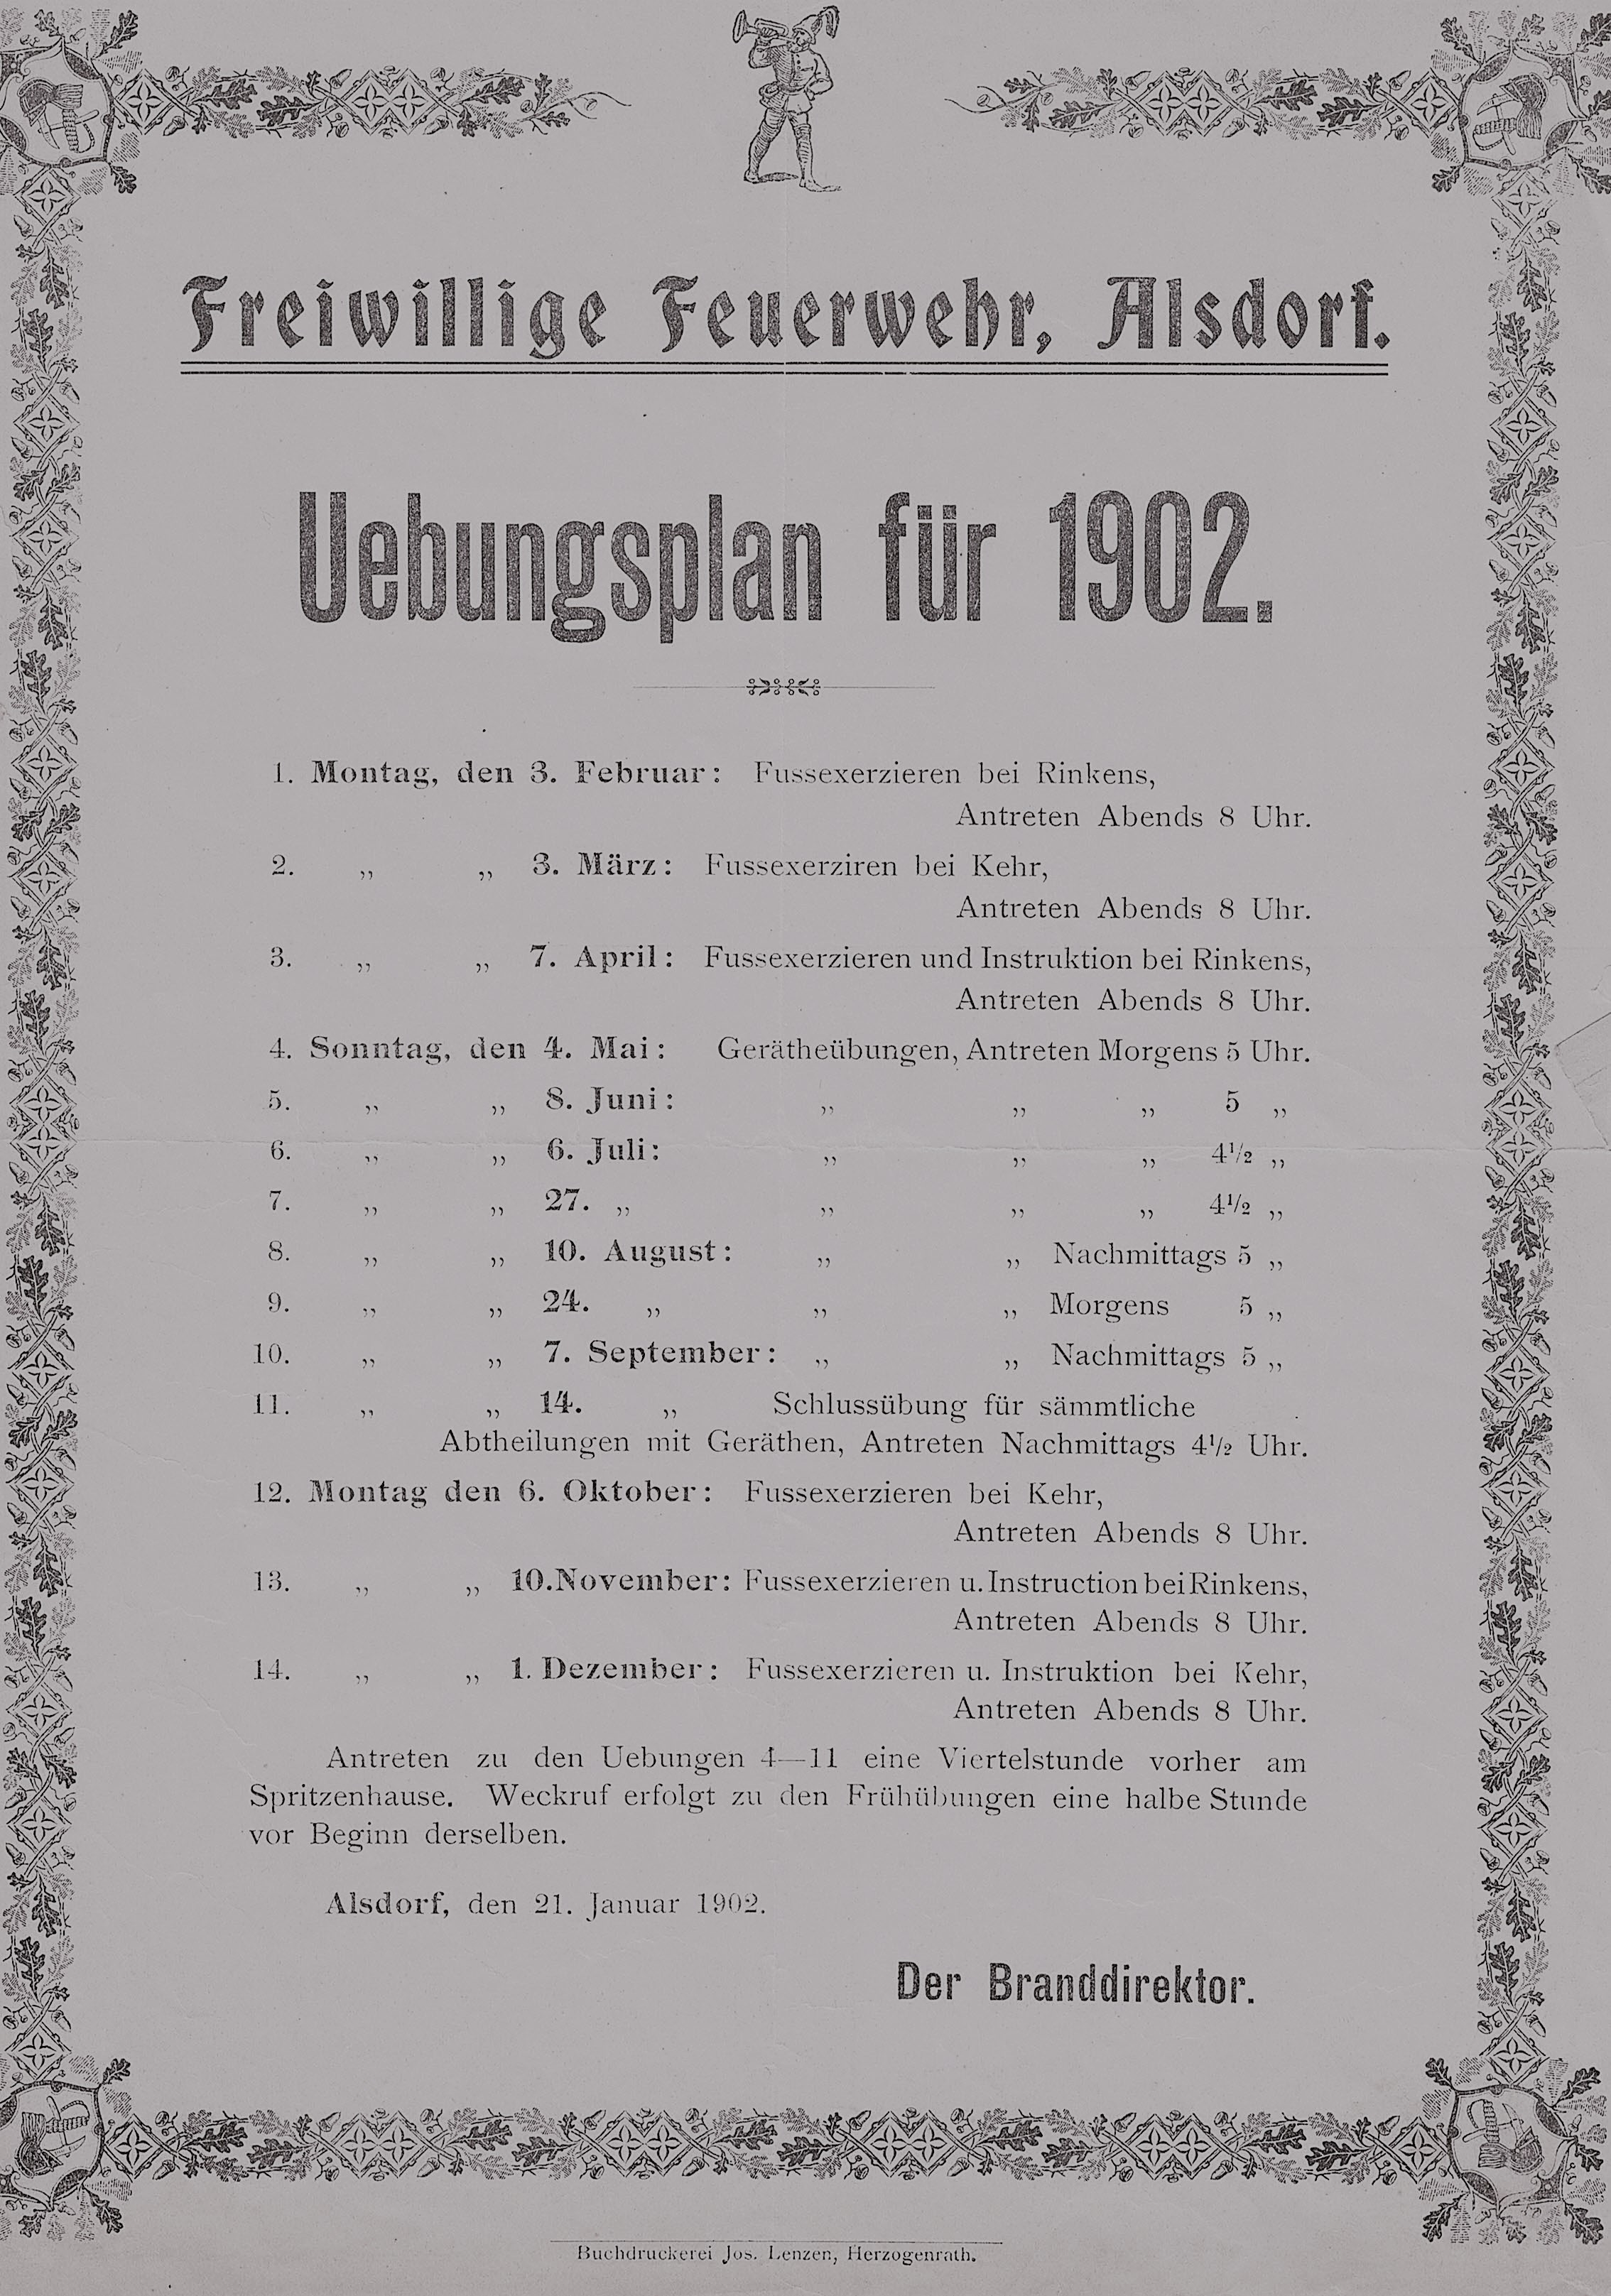 Freiwillige Feuerwehr, Alsdorf.
Uebungsplan für 1902.
1. Montag, den 3. Februar: Fussexerzieren bei Rinkens,
Antreten Abends 8 Uhr.
2. „ „ 3. März: Fussexerziren bei Kehr,
Antreten Abends 8 Uhr.
3. „ „ 7. April: Fussexerzieren und Instruktion bei Rinkens,
Antreten Abends 8 Uhr.
4. Sonntag, den 4. Mai: Gerätheübungen, Antreten Morgens 5 Uhr.
5. „ „ 8. Juni: „ „ „ 5 „
6. „ „ 6. Juli: „ „ „ 4½ „
7. „ „ 27. „ „ „ „ 4½ „
8. „ „ 10. August: „ „ Nachmittags 5 „
9. „ „ 24. „ „ „ Morgens 5 „
10. „ „ 7. September: „ „ Nachmittags 5 „
11. „ „ 14. „ Schlussübung für sämmtliche
Abtheilungen mit Geräthen, Antreten Nachmittags 4½ Uhr.
12. Montag den 6. Oktober: Fussexerzieren bei Kehr,
Antreten Abends 8 Uhr.
13. „ „ 10. November: Fussexerzieren u. Instruction bei Rinkens,
Antreten Abends 8 Uhr.
14. „ „ 1. Dezember: Fussexerzieren u. Instruktion bei Kehr,
Antreten Abends 8 Uhr.
Antreten zu den Uebungen 4—11 eine Viertelstunde vorher am
Spritzenhause. Weckruf erfolgt zu den Frühübungen eine halbe Stunde
vor Beginn derselben.
Alsdorf, den 21. Januar 1902.
Der Branddirektor.
Buchdruckerei Jos. Lenzen, Herzogenrath.